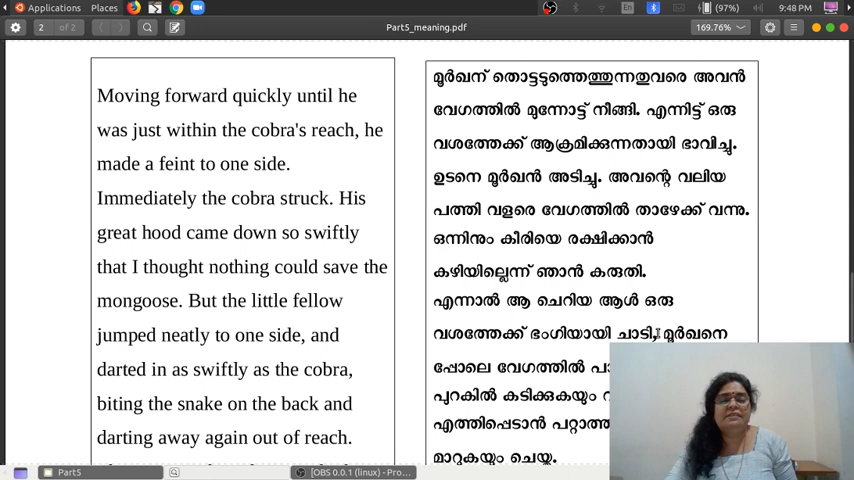 Applications Places En (97%) 9:48 PM
2 of 2 Part5_meaning.pdf 169.76%
Moving forward quickly until he
was just within the cobra's reach, he
made a feint to one side.
Immediately the cobra struck. His
great hood came down so swiftly
that I thought nothing could save the
mongoose. But the little fellow
jumped neatly to one side, and
darted in as swiftly as the cobra,
biting the snake on the back and
darting away again out of reach.
മൂർഖന് തൊട്ടടുത്തെത്തുന്നതുവരെ അവൻ
വേഗത്തിൽ മുന്നോട്ട് നീങ്ങി. എന്നിട്ട് ഒരു
വശത്തേക്ക് ആക്രമിക്കുന്നതായി ഭാവിച്ചു.
ഉടനെ മൂർഖൻ അടിച്ചു. അവന്റെ വലിയ
പത്തി വളരെ വേഗത്തിൽ താഴേക്ക് വന്നു.
ഒന്നിനും കീരിയെ രക്ഷിക്കാൻ
കഴിയില്ലെന്ന് ഞാൻ കരുതി.
എന്നാൽ ആ ചെറിയ ആൾ ഒരു
വശത്തേക്ക് ഭംഗിയായി ചാടി, മൂർഖനെ
പ്പോലെ വേഗത്തിൽ
പുറകിൽ കടിക്കുകയും
എത്തിപ്പെടാൻ പറ്റാത്ത
മാറുകയും ചെയ്തു.
Part5 [OBS 0.0.1 (linux) - Pro...